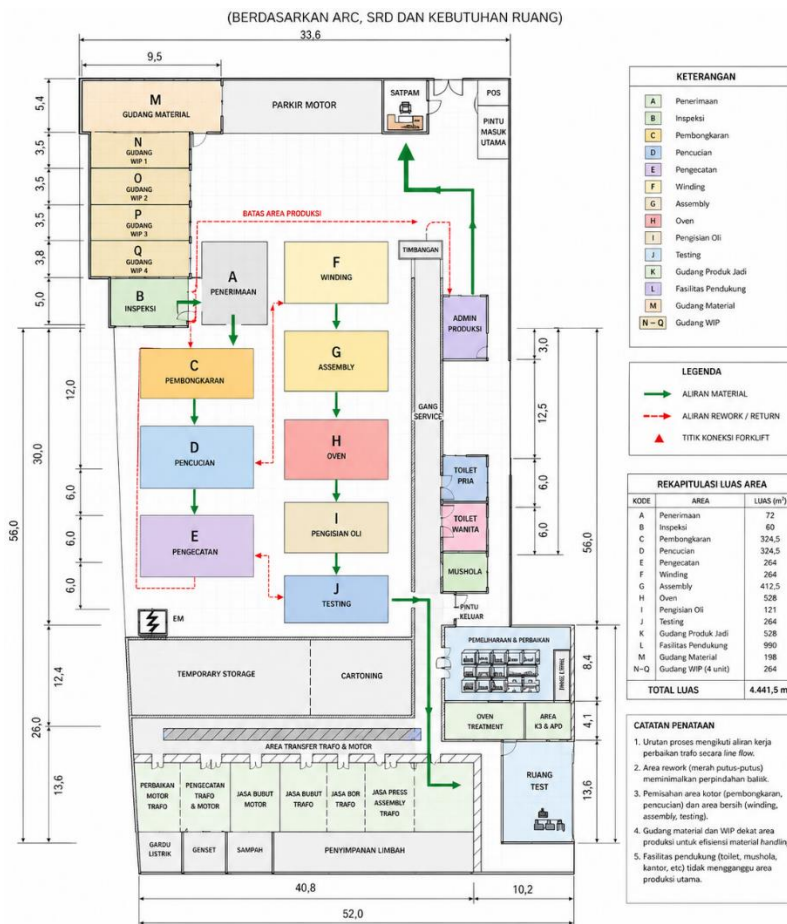 (BERDASARKAN ARC, SRD DAN KEBUTUHAN RUANG)
33,6
9,5
5,4
3,5
3,5
3,5
3,8
5,0
M
GUDANG MATERIAL
PARKIR MOTOR
SATPAM
POS
PINTU
MASUK
UTAMA
N
GUDANG
WIP 1
O
GUDANG
WIP 2
P
GUDANG
WIP 3
Q
GUDANG
WIP 4
BATAS AREA PRODUKSI
TIMBANGAN
B
INSPEKSI
A
PENERIMAAN
F
WINDING
ADMIN
PRODUKSI
C
PEMBONGKARAN
G
ASSEMBLY
GANG
SERVICE
D
PENCUCIAN
H
OVEN
TOILET
PRIA
TOILET
WANITA
E
PENGECATAN
I
PENGISIAN OLI
MUSHOLA
J
TESTING
PINTU
KELUAR
EM
56,0
30,0
12,0
6,0
6,0
6,0
3,0
12,5
6,0
6,0
56,0
TEMPORARY STORAGE
CARTONING
PEMELIHARAAN & PERBAIKAN
OVEN
TREATMENT
AREA
K3 & APD
AREA TRANSFER TRAFO & MOTOR
RUANG
TEST
PERBAIKAN
MOTOR
TRAFO
PENGECATAN
TRAFO
& MOTOR
JASA BUBUT
MOTOR
JASA BUBUT
TRAFO
JASA BOR
TRAFO
JASA PRESS
ASSEMBLY
TRAFO
GARDU
LISTRIK
GENSET
SAMPAH
PENYIMPANAN LIMBAH
26,0
12,4
13,6
8,4
4,1
13,6
40,8
10,2
52,0
KETERANGAN
A Penerimaan
B Inspeksi
C Pembongkaran
D Pencucian
E Pengecatan
F Winding
G Assembly
H Oven
I Pengisian Oli
J Testing
K Gudang Produk Jadi
L Fasilitas Pendukung
M Gudang Material
N – Q Gudang WIP
LEGENDA
ALIRAN MATERIAL
ALIRAN REWORK / RETURN
TITIK KONEKSI FORKLIFT
REKAPITULASI LUAS AREA
KODE AREA LUAS (m²)
A Penerimaan 72
B Inspeksi 60
C Pembongkaran 324,5
D Pencucian 324,5
E Pengecatan 264
F Winding 264
G Assembly 412,5
H Oven 528
I Pengisian Oli 121
J Testing 264
K Gudang Produk Jadi 528
L Fasilitas Pendukung 990
M Gudang Material 198
N–Q Gudang WIP (4 unit) 264
TOTAL LUAS 4.441,5 m
CATATAN PENATAAN
1. Urutan proses mengikuti aliran kerja
perbaikan trafo secara line flow.
2. Area rework (merah putus-putus)
meminimalkan perpindahan balik.
3. Pemisahan area kotor (pembongkaran,
pencucian) dan area bersih (winding,
assembly, testing).
4. Gudang material dan WIP dekat area
produksi untuk efisiensi material handling
5. Fasilitas pendukung (toilet, mushola,
kantor, etc) tidak mengganggu area
produksi utama.